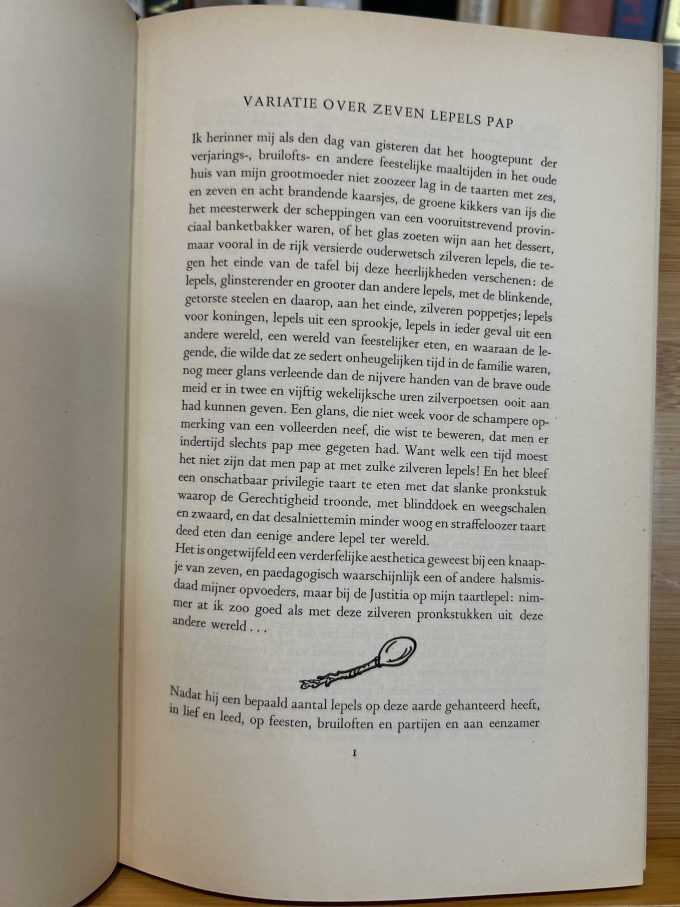 VARIATIE OVER ZEVEN LEPELS PAP
Ik herinner mij als den dag van gisteren dat het hoogtepunt der
verjarings-, bruilofts- en andere feestelijke maaltijden in het oude
huis van mijn grootmoeder niet zoozeer lag in de taarten met zes,
en zeven en acht brandende kaarsjes, de groene kikkers van ijs die
het meesterwerk der scheppingen van een vooruitstrevend provin-
ciaal banketbakker waren, of het glas zoeten wijn aan het dessert,
maar vooral in de rijk versierde ouderwetsch zilveren lepels, die te-
gen het einde van de tafel bij deze heerlijkheden verschenen: de
lepels, glinsterender en grooter dan andere lepels, met de blinkende,
getorste steelen en daarop, aan het einde, zilveren poppetjes; lepels
voor koningen, lepels uit een sprookje, lepels in ieder geval uit een
andere wereld, een wereld van feestelijker eten, en waaraan de le-
gende, die wilde dat ze sedert onheugelijken tijd in de familie waren,
nog meer glans verleende dan de nijvere handen van de brave oude
meid er in twee en vijftig wekelijksche uren zilverpoetsen ooit aan
had kunnen geven. Een glans, die niet week voor de schampere op-
merking van een volleerden neef, die wist te beweren, dat men er
indertijd slechts pap mee gegeten had. Want welk een tijd moest
het niet zijn dat men pap at met zulke zilveren lepels! En het bleef
een onschatbaar privilegie taart te eten met dat slanke pronkstuk
waarop de Gerechtigheid troonde, met blinddoek en weegschalen
en zwaard, en dat desalniettemin minder woog en straffeloozer taart
deed eten dan eenige andere lepel ter wereld.
Het is ongetwijfeld een verderfelijke aesthetica geweest bij een knaap-
je van zeven, en paedagogisch waarschijnlijk een of andere halsmis-
daad mijner opvoeders, maar bij de Justitia op mijn taartlepel: nim-
mer at ik zoo goed als met deze zilveren pronkstukken uit deze
andere wereld . . .
Nadat hij een bepaald aantal lepels op deze aarde gehanteerd heeft,
in lief en leed, op feesten, bruiloften en partijen en aan eenzamer
1